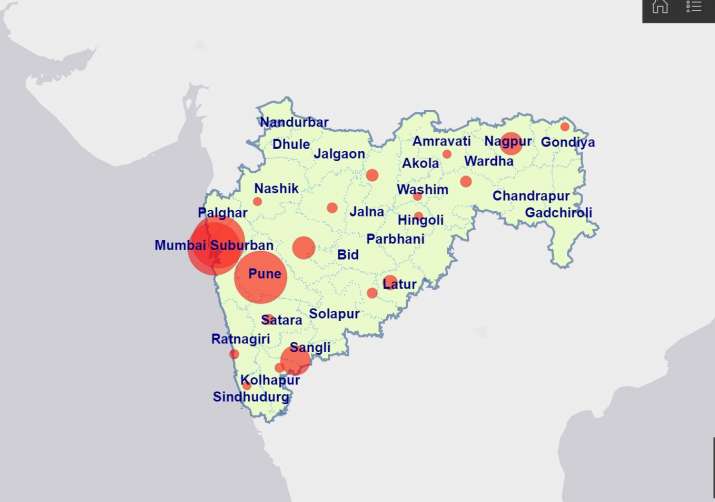 Nandurbar
Dhule
Jalgaon
Amravati
Nagpur
Gondiya
Akola
Wardha
Nashik
Washim
Chandrapur
Palghar
Jalna
Hingoli
Gadchiroli
Mumbai Suburban
Parbhani
Bid
Pune
Latur
Satara
Solapur
Ratnagiri
Sangli
Kolhapur
Sindhudurg